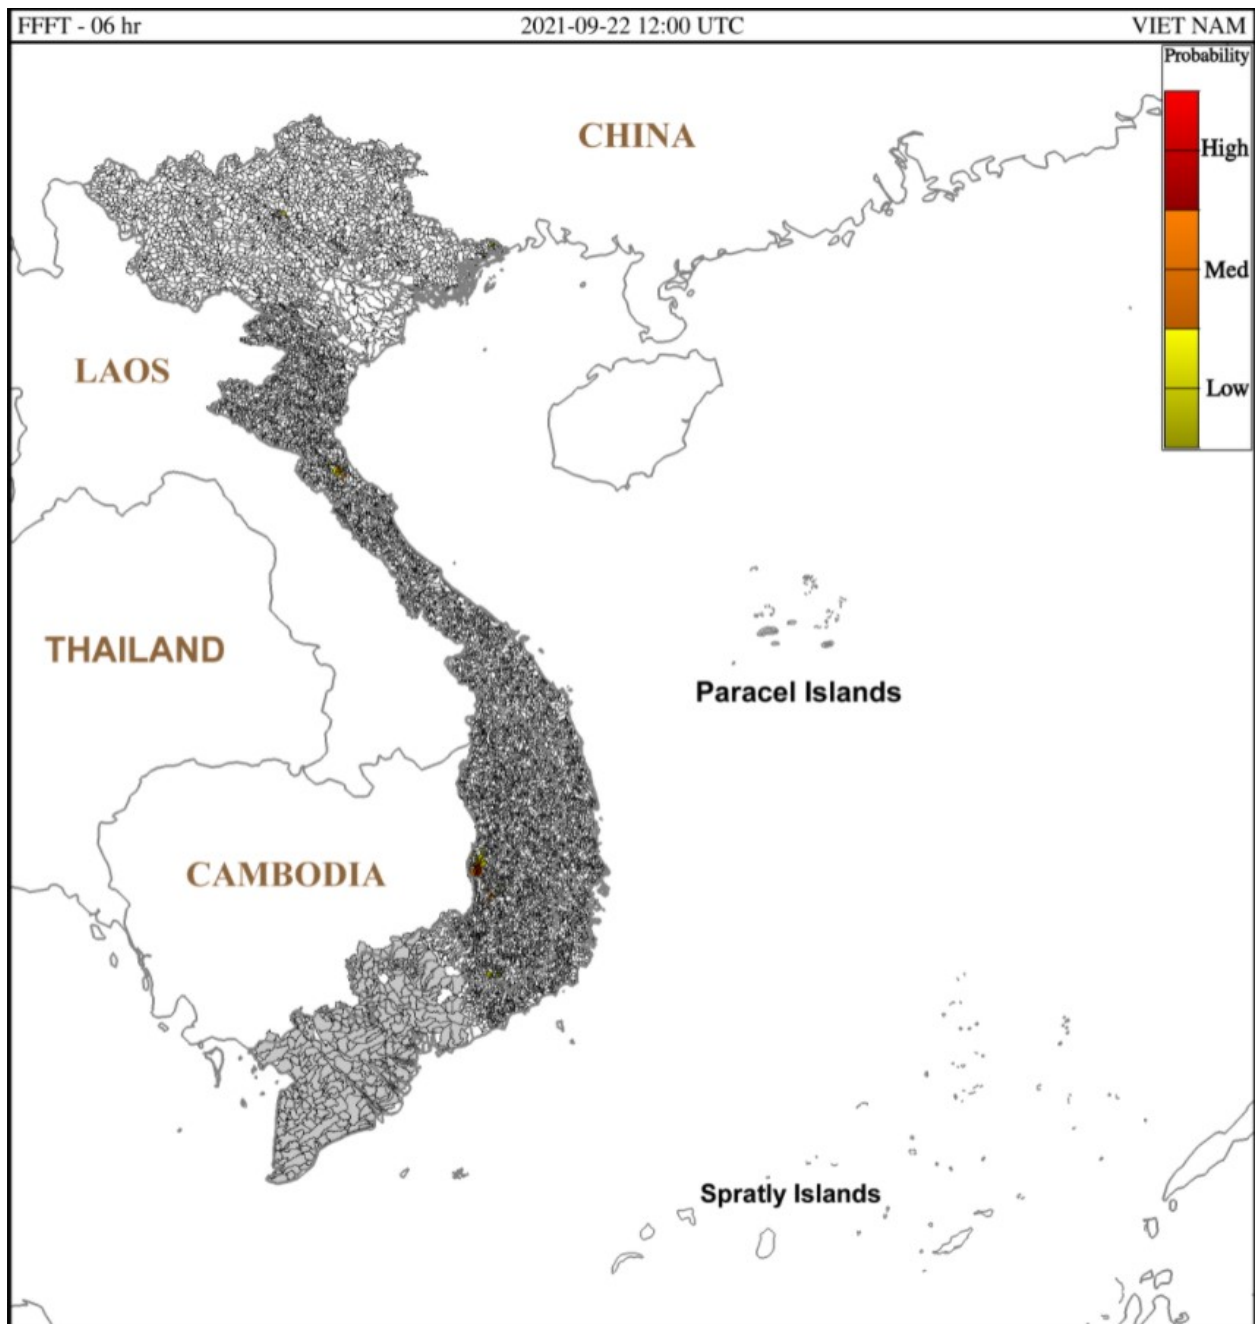 FFFT - 06 hr
2021-09-22 12:00 UTC
VIET NAM
Probability
High
Med
Low
CHINA
LAOS
THAILAND
Paracel Islands
CAMBODIA
Spratly Islands